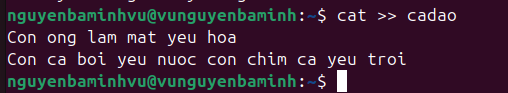 nguyenbaminhvu@vunguyenbaminh:~$ cat >> cadao
Con ong lam mat yeu hoa
Con ca boi yeu nuoc con chim ca yeu troi
nguyenbaminhvu@vunguyenbaminh:~$